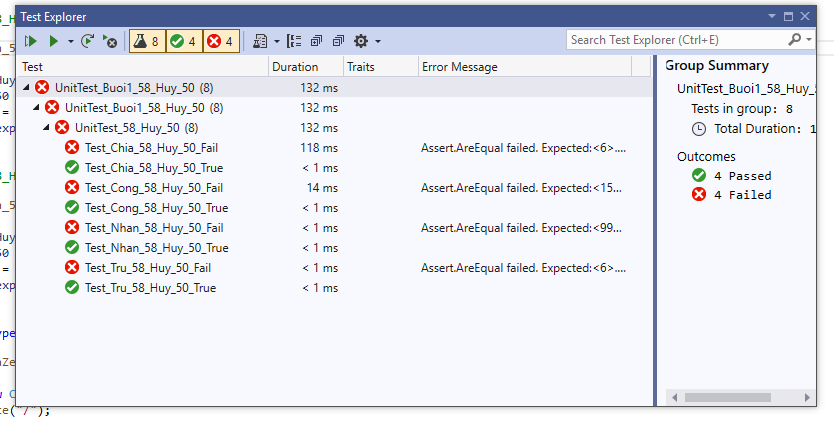 Test Explorer
8 4 4
Search Test Explorer (Ctrl+E)
Test Duration Traits Error Message
UnitTest_Buoi1_58_Huy_50 (8) 132 ms
UnitTest_Buoi1_58_Huy_50 (8) 132 ms
UnitTest_58_Huy_50 (8) 132 ms
Test_Chia_58_Huy_50_Fail 118 ms Assert.AreEqual failed. Expected:<6>....
Test_Chia_58_Huy_50_True < 1 ms
Test_Cong_58_Huy_50_Fail 14 ms Assert.AreEqual failed. Expected:<15...
Test_Cong_58_Huy_50_True < 1 ms
Test_Nhan_58_Huy_50_Fail < 1 ms Assert.AreEqual failed. Expected:<99...
Test_Nhan_58_Huy_50_True < 1 ms
Test_Tru_58_Huy_50_Fail < 1 ms Assert.AreEqual failed. Expected:<6>....
Test_Tru_58_Huy_50_True < 1 ms
Group Summary
UnitTest_Buoi1_58_Huy_
Tests in group: 8
Total Duration: 1
Outcomes
4 Passed
4 Failed
te("/");